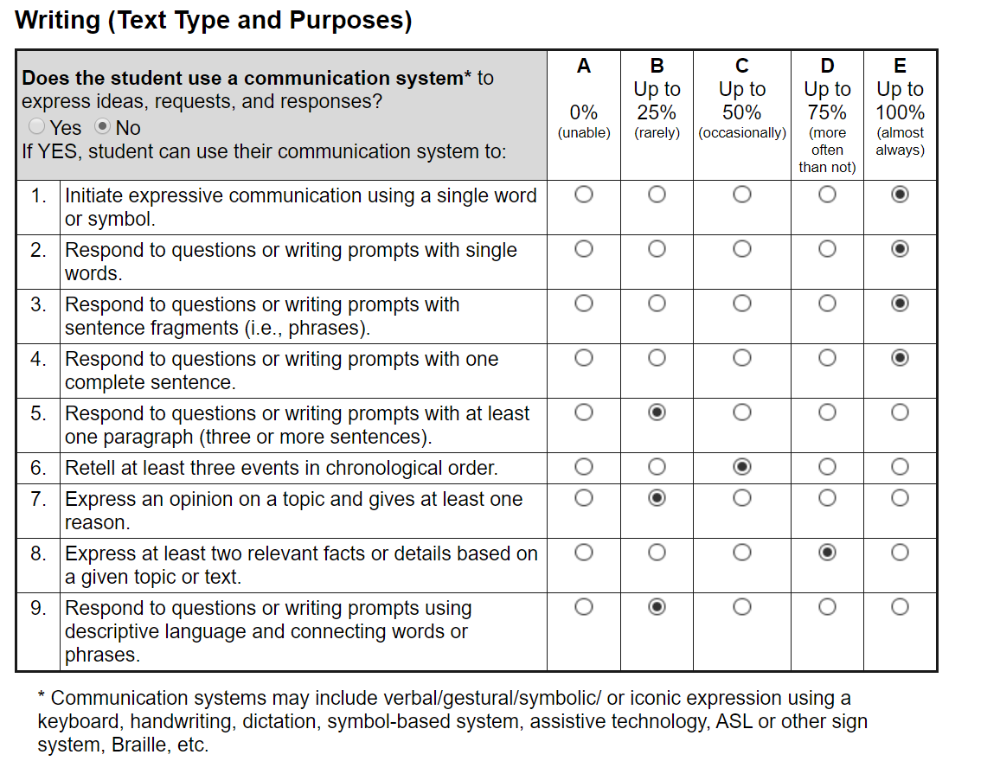 Writing (Text Type and Purposes)
Does the student use a communication system* to
express ideas, requests, and responses?
Yes No
If YES, student can use their communication system to:
A
0%
(unable)
B
Up to
25%
(rarely)
C
Up to
50%
(occasionally)
D
Up to
75%
(more
often
than not)
E
Up to
100%
(almost
always)
1. Initiate expressive communication using a single word
or symbol.
2. Respond to questions or writing prompts with single
words.
3. Respond to questions or writing prompts with
sentence fragments (i.e., phrases).
4. Respond to questions or writing prompts with one
complete sentence.
5. Respond to questions or writing prompts with at least
one paragraph (three or more sentences).
6. Retell at least three events in chronological order.
7. Express an opinion on a topic and gives at least one
reason.
8. Express at least two relevant facts or details based on
a given topic or text.
9. Respond to questions or writing prompts using
descriptive language and connecting words or
phrases.
* Communication systems may include verbal/gestural/symbolic/ or iconic expression using a
keyboard, handwriting, dictation, symbol-based system, assistive technology, ASL or other sign
system, Braille, etc.